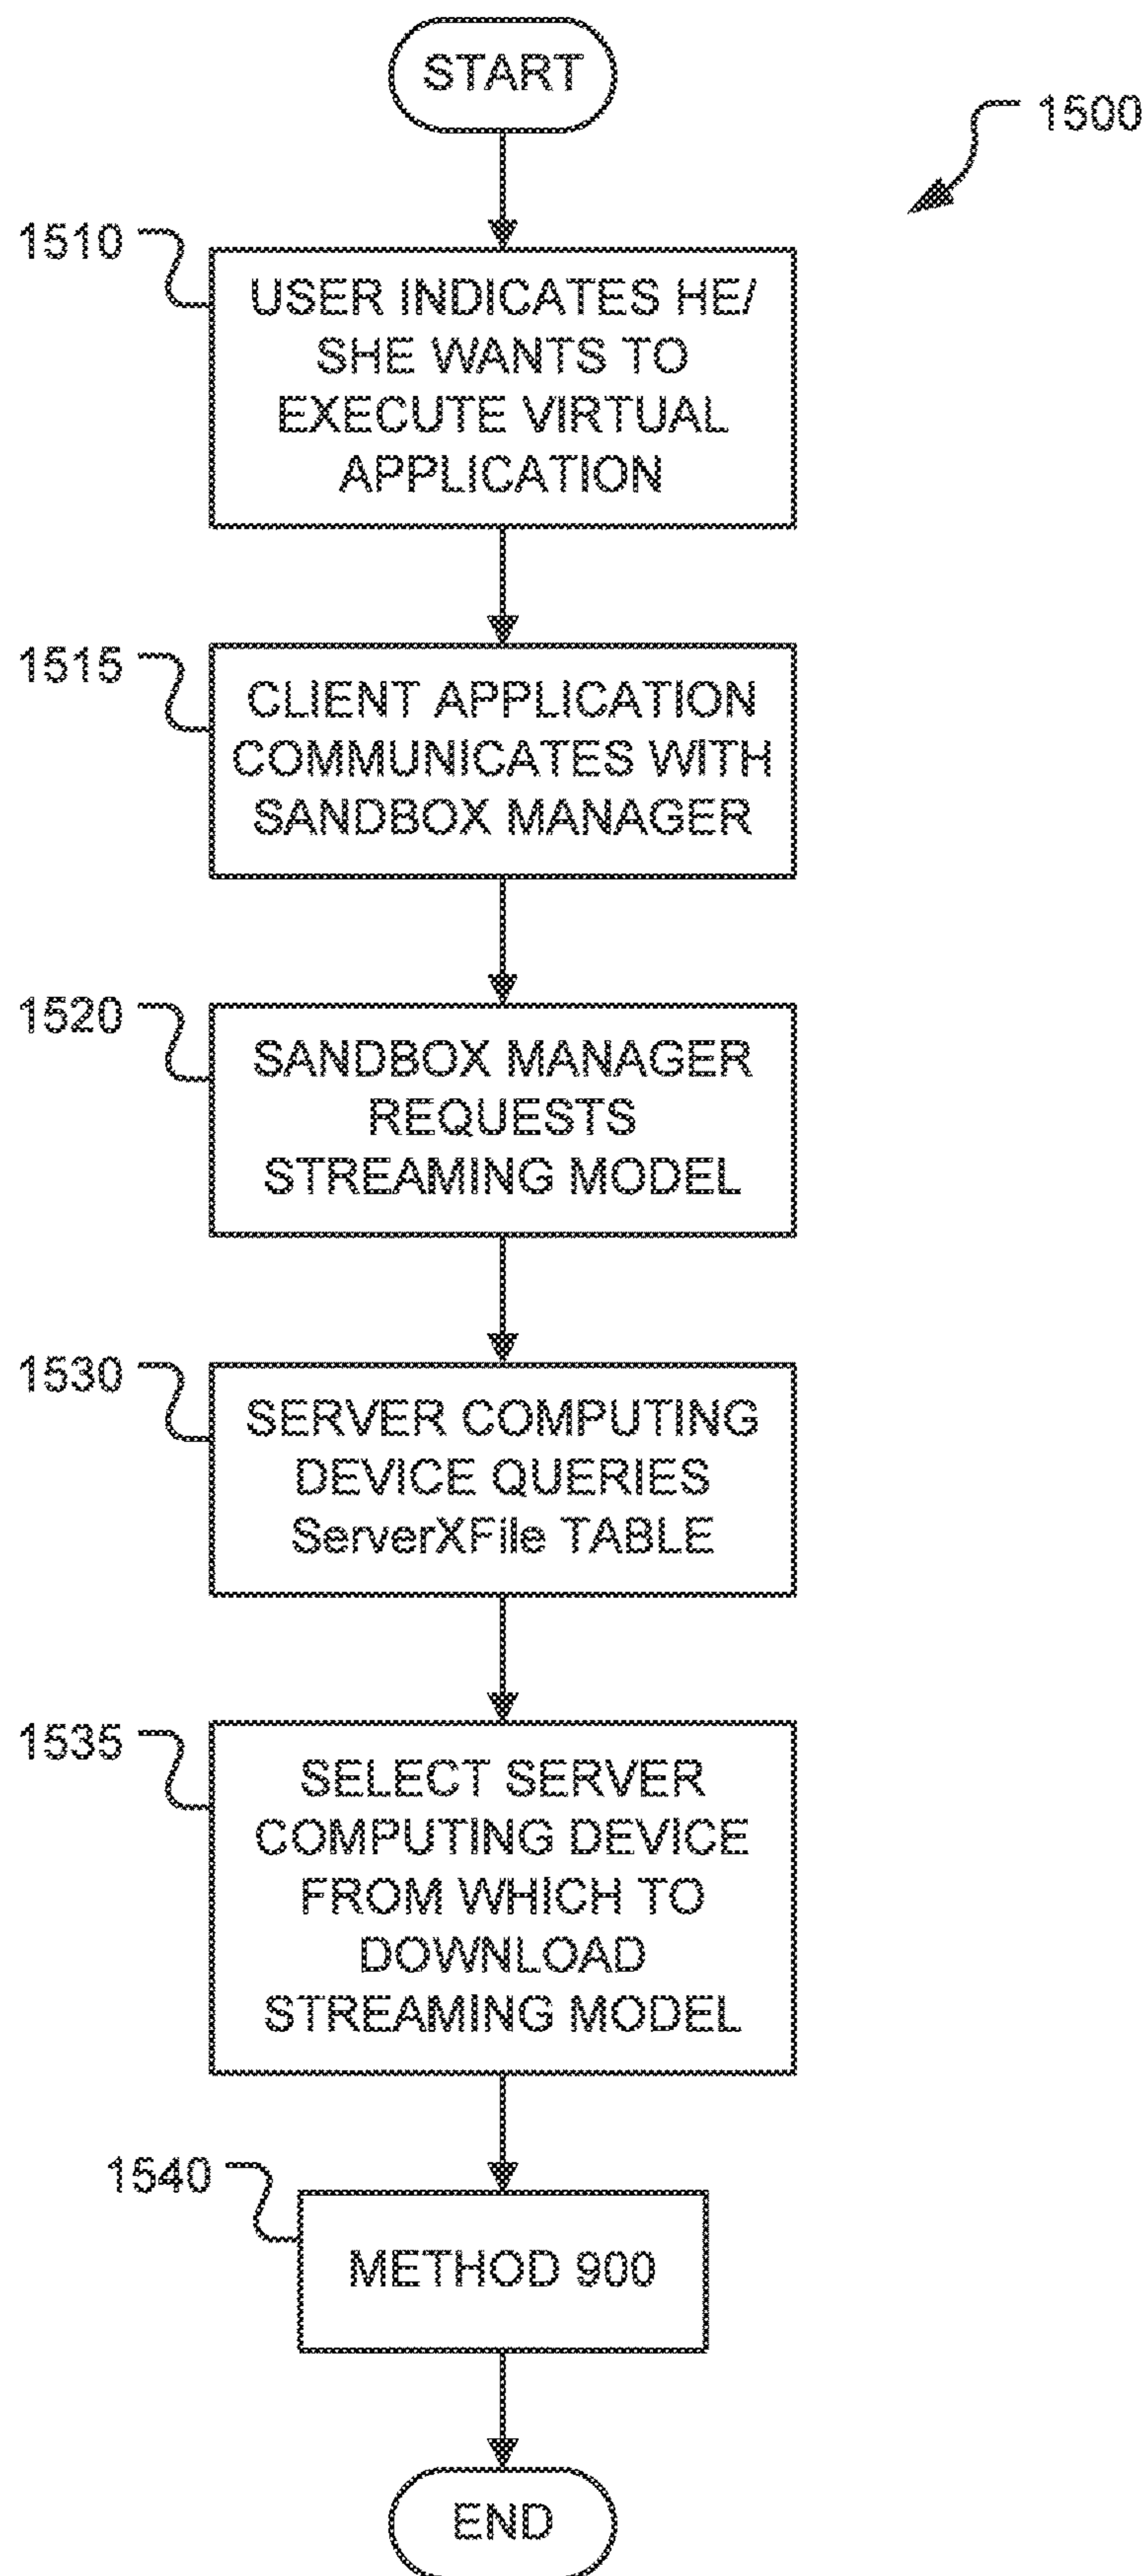 START
1500
1510
USER INDICATES HE/
SHE WANTS TO
EXECUTE VIRTUAL
APPLICATION
1515
CLIENT APPLICATION
COMMUNICATES WITH
SANDBOX MANAGER
1520
SANDBOX MANAGER
REQUESTS
STREAMING MODEL
1530
SERVER COMPUTING
DEVICE QUERIES
ServerXFile TABLE
1535
SELECT SERVER
COMPUTING DEVICE
FROM WHICH TO
DOWNLOAD
STREAMING MODEL
1540
METHOD 900
END